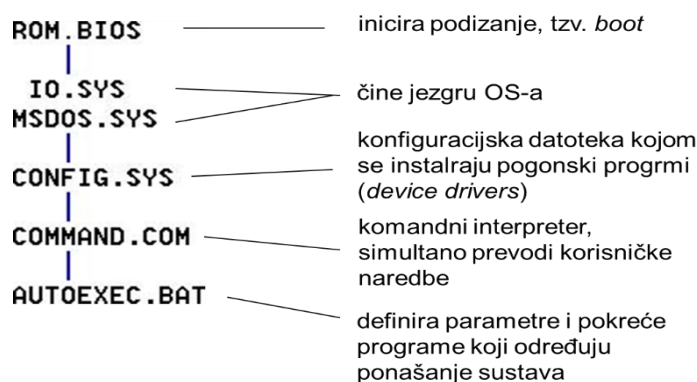 ROM.BIOS
inicira podizanje, tzv. boot
IO.SYS
MSDOS.SYS
čine jezgru OS-a
CONFIG.SYS
konfiguracijska datoteka kojom
se instalraju pogonski progrmi
(device drivers)
COMMAND.COM
komandni interpreter,
simultano prevodi korisničke
naredbe
AUTOEXEC.BAT
definira parametre i pokreće
programe koji određuju
ponašanje sustava